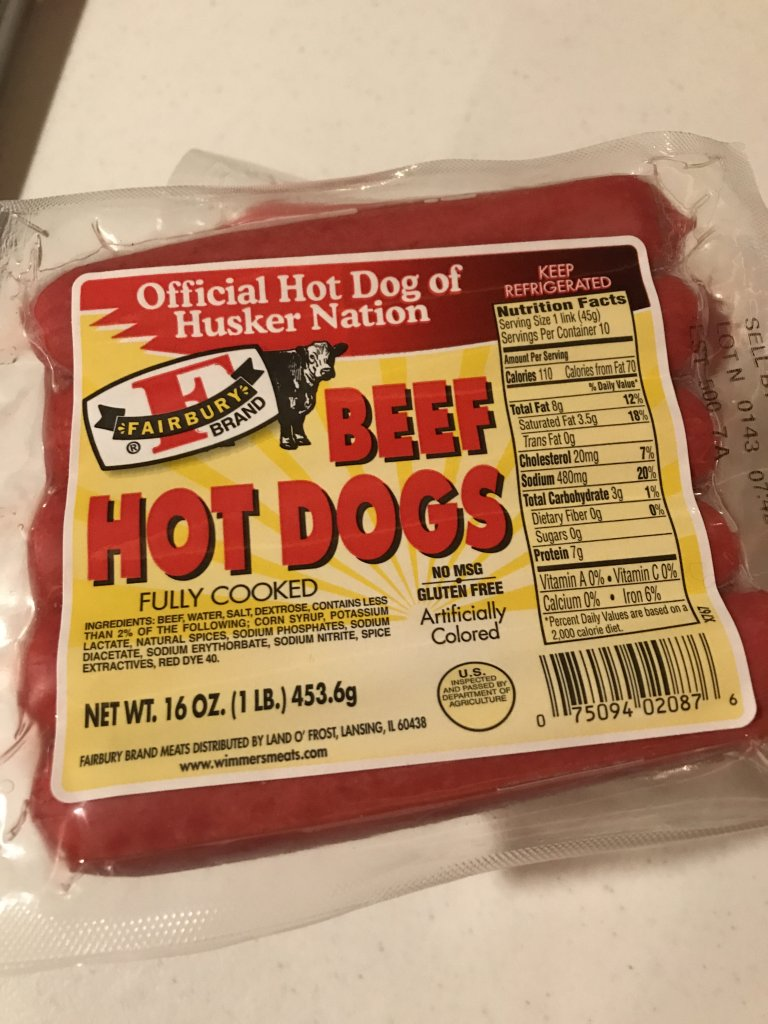 Official Hot Dog of
Husker Nation
KEEP
REFRIGERATED
F
FAIRBURY
®
BRAND
BEEF
HOT DOGS
FULLY COOKED
NO MSG
GLUTEN FREE
Artificially
Colored
INGREDIENTS: BEEF, WATER, SALT, DEXTROSE, CONTAINS LESS
THAN 2% OF THE FOLLOWING; CORN SYRUP, POTASSIUM
LACTATE, NATURAL SPICES, SODIUM PHOSPHATES, SODIUM
DIACETATE, SODIUM ERYTHORBATE, SODIUM NITRITE, SPICE
EXTRACTIVES, RED DYE 40.
NET WT. 16 OZ. (1 LB.) 453.6g
U.S.
INSPECTED
AND PASSED BY
DEPARTMENT OF
AGRICULTURE
FAIRBURY BRAND MEATS DISTRIBUTED BY LAND O' FROST, LANSING, IL 60438
www.wimmersmeats.com
Nutrition Facts
Serving Size 1 link (45g)
Servings Per Container 10
Amount Per Serving
Calories 110 Calories from Fat 70
% Daily Value*
Total Fat 8g 12%
Saturated Fat 3.5g 18%
Trans Fat 0g
Cholesterol 20mg 7%
Sodium 480mg 20%
Total Carbohydrate 3g 1%
Dietary Fiber 0g 0%
Sugars 0g
Protein 7g
Vitamin A 0% • Vitamin C 0%
Calcium 0% • Iron 6%
*Percent Daily Values are based on a
2,000 calorie diet.
0 75094 02087 6
SELL
LOT N 0143
EST 500 7A